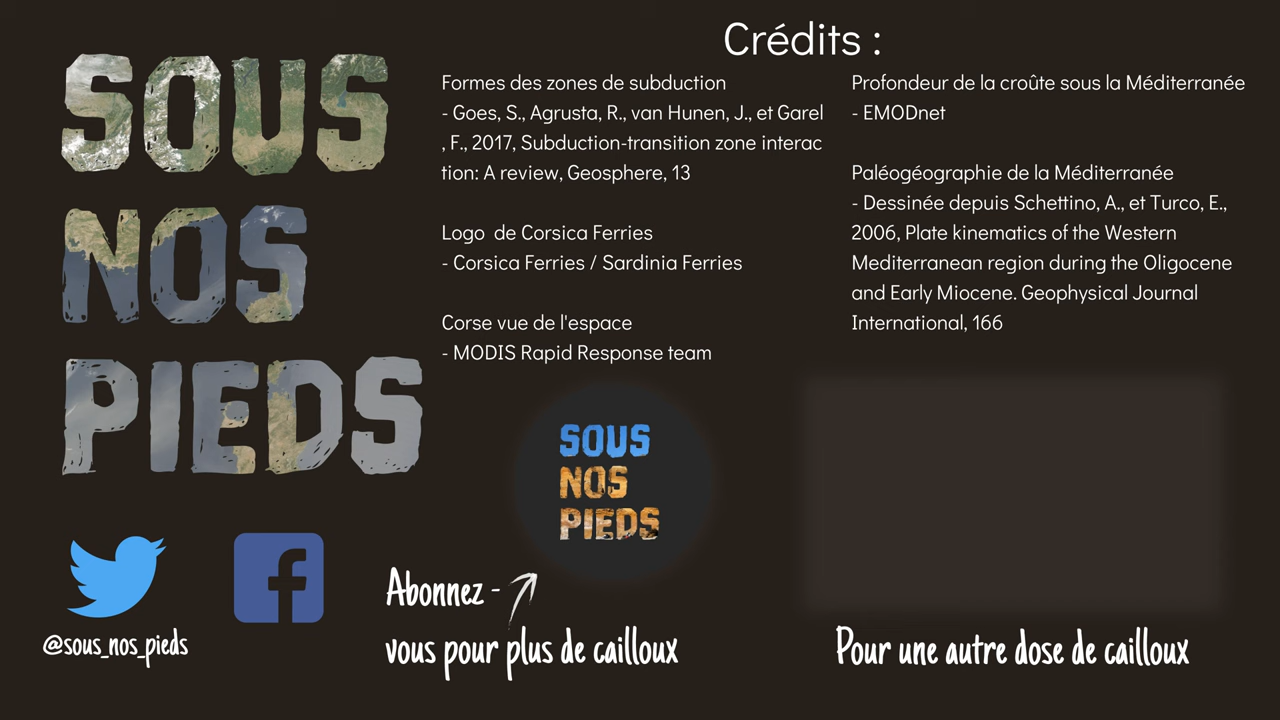 SOUS
NOS
PIEDS
Crédits :
Formes des zones de subduction
- Goes, S., Agrusta, R., van Hunen, J., et Garel
, F., 2017, Subduction-transition zone interac
tion: A review, Geosphere, 13
Logo  de Corsica Ferries
- Corsica Ferries / Sardinia Ferries
Corse vue de l'espace
- MODIS Rapid Response team
Profondeur de la croûte sous la Méditerranée
- EMODnet
Paléogéographie de la Méditerranée
- Dessinée depuis Schettino, A., et Turco, E.,
2006, Plate kinematics of the Western
Mediterranean region during the Oligocene
and Early Miocene. Geophysical Journal
International, 166
SOUS
NOS
PIEDS
@sous_nos_pieds
Abonnez -
vous pour plus de cailloux
Pour une autre dose de cailloux